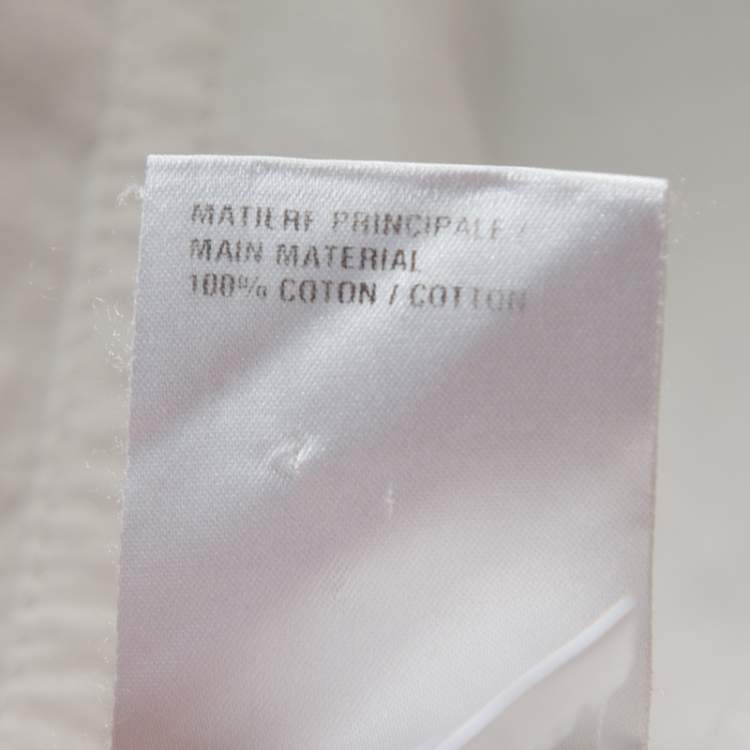 MATIERE PRINCIPALE /
MAIN MATERIAL
100% COTON / COTTON